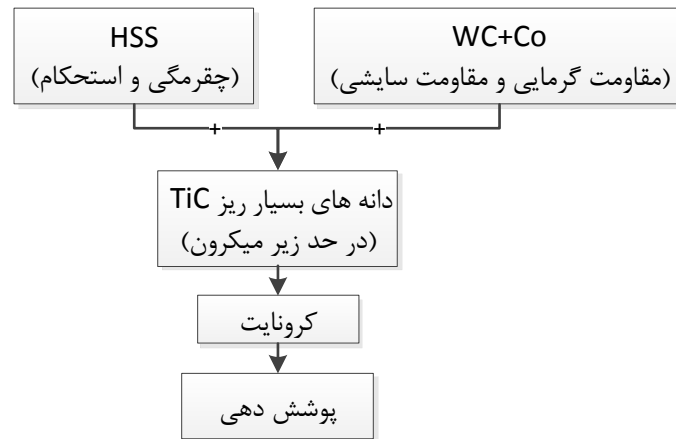 HSS
(چقرمگی و استحکام)
WC+Co
(مقاومت گرمایی و مقاومت سایشی)
+
+
دانه های بسیار ریز TiC
(در حد زیر میکرون)
کرونایت
پوشش دهی